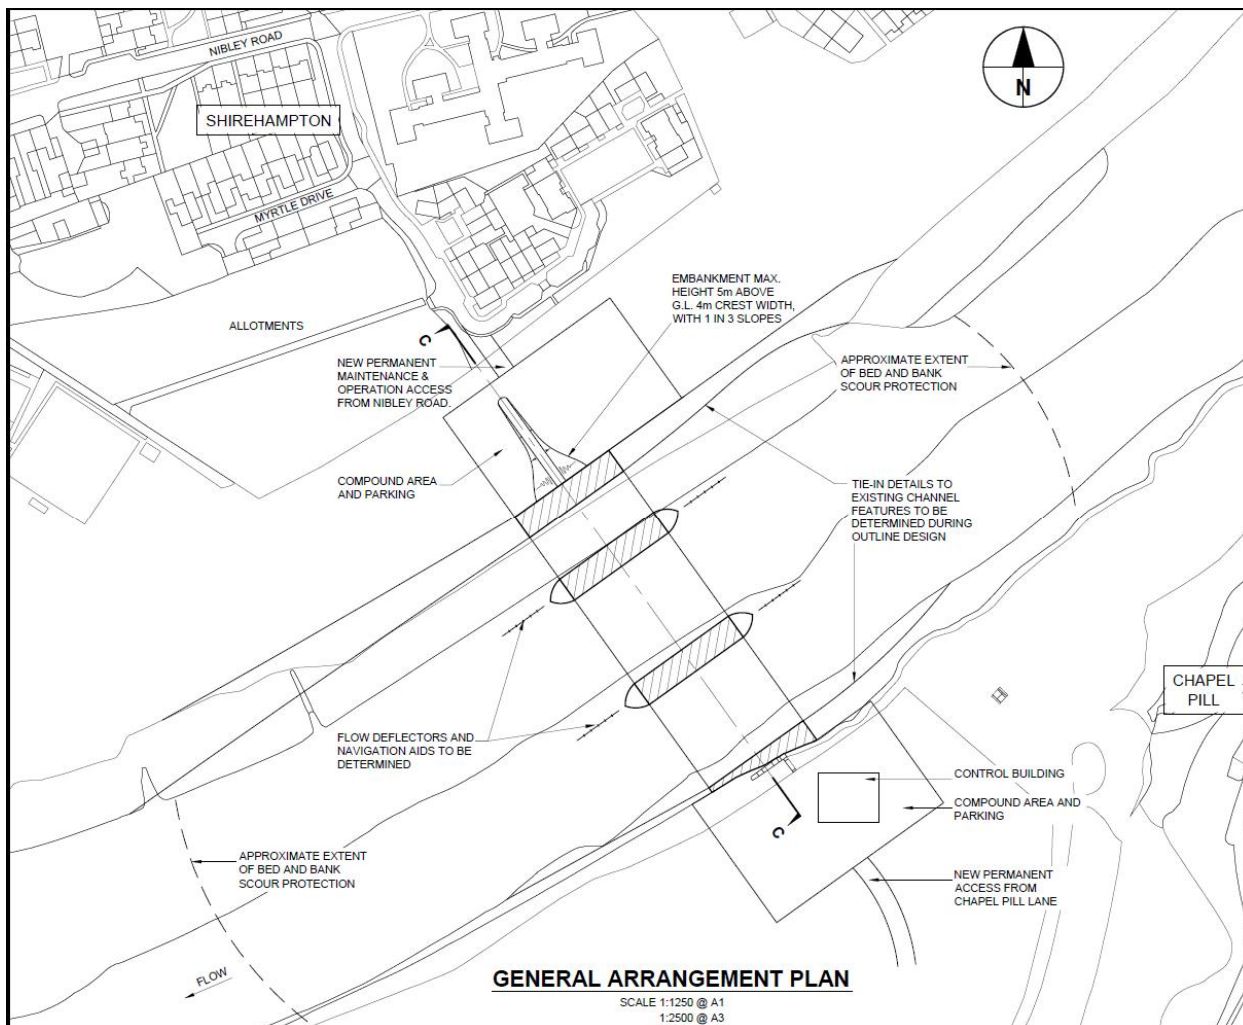 NIBLEY ROAD
SHIREHAMPTON
N
MYRTLE DRIVE
ALLOTMENTS
EMBANKMENT MAX.
HEIGHT 5m ABOVE
G.L. 4m CREST WIDTH,
WITH 1 IN 3 SLOPES
C
NEW PERMANENT
MAINTENANCE &
OPERATION ACCESS
FROM NIBLEY ROAD.
APPROXIMATE EXTENT
OF BED AND BANK
SCOUR PROTECTION
COMPOUND AREA
AND PARKING
TIE-IN DETAILS TO
EXISTING CHANNEL
FEATURES TO BE
DETERMINED DURING
OUTLINE DESIGN
CHAPEL
PILL
FLOW DEFLECTORS AND
NAVIGATION AIDS TO BE
DETERMINED
CONTROL BUILDING
COMPOUND AREA AND
PARKING
C
APPROXIMATE EXTENT
OF BED AND BANK
SCOUR PROTECTION
NEW PERMANENT
ACCESS FROM
CHAPEL PILL LANE
FLOW
GENERAL ARRANGEMENT PLAN
SCALE 1:1250 @ A1
1:2500 @ A3